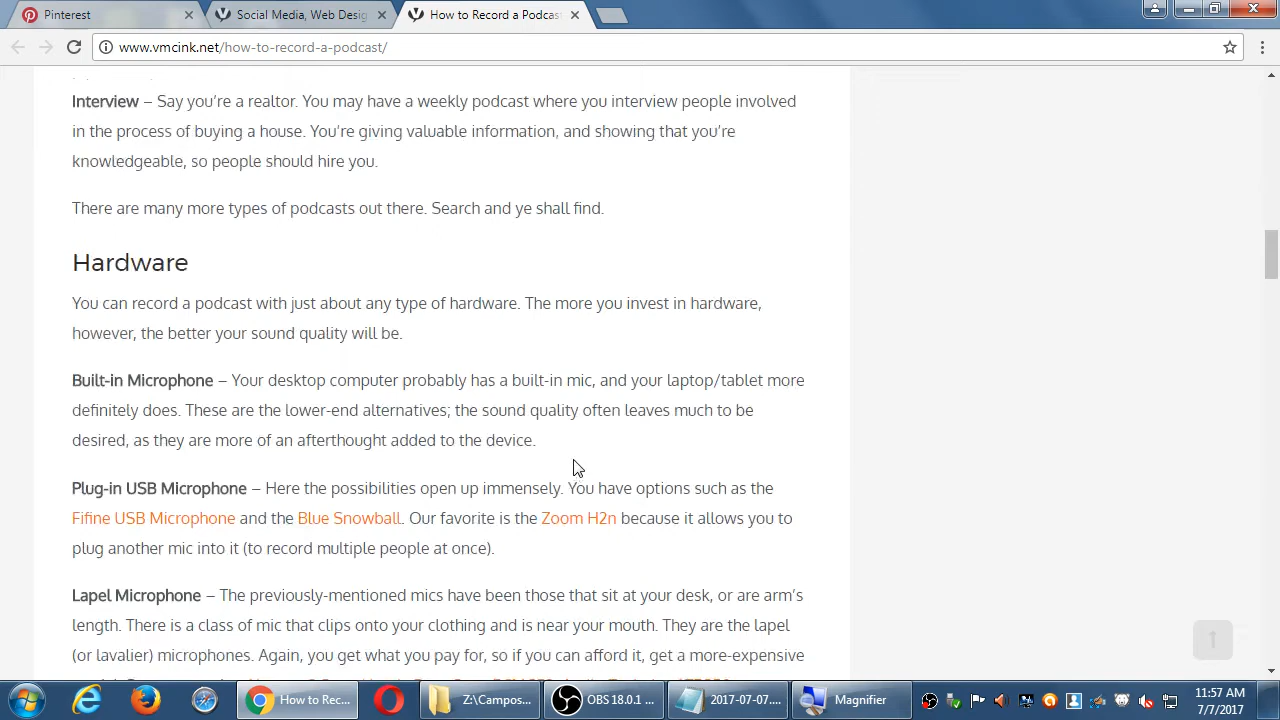 Pinterest
Social Media, Web Desig
How to Record a Podcas
www.vmcink.net/how-to-record-a-podcast/
Interview – Say you're a realtor. You may have a weekly podcast where you interview people involved
in the process of buying a house. You're giving valuable information, and showing that you're
knowledgeable, so people should hire you.
There are many more types of podcasts out there. Search and ye shall find.
Hardware
You can record a podcast with just about any type of hardware. The more you invest in hardware,
however, the better your sound quality will be.
Built-in Microphone – Your desktop computer probably has a built-in mic, and your laptop/tablet more
definitely does. These are the lower-end alternatives; the sound quality often leaves much to be
desired, as they are more of an afterthought added to the device.
Plug-in USB Microphone – Here the possibilities open up immensely. You have options such as the
Fifine USB Microphone and the Blue Snowball. Our favorite is the Zoom H2n because it allows you to
plug another mic into it (to record multiple people at once).
Lapel Microphone – The previously-mentioned mics have been those that sit at your desk, or are arm's
length. There is a class of mic that clips onto your clothing and is near your mouth. They are the lapel
(or lavalier) microphones. Again, you get what you pay for, so if you can afford it, get a more-expensive
How to Rec...
Z:\Campos...
OBS 18.0.1 ...
2017-07-07....
Magnifier
11:57 AM
7/7/2017